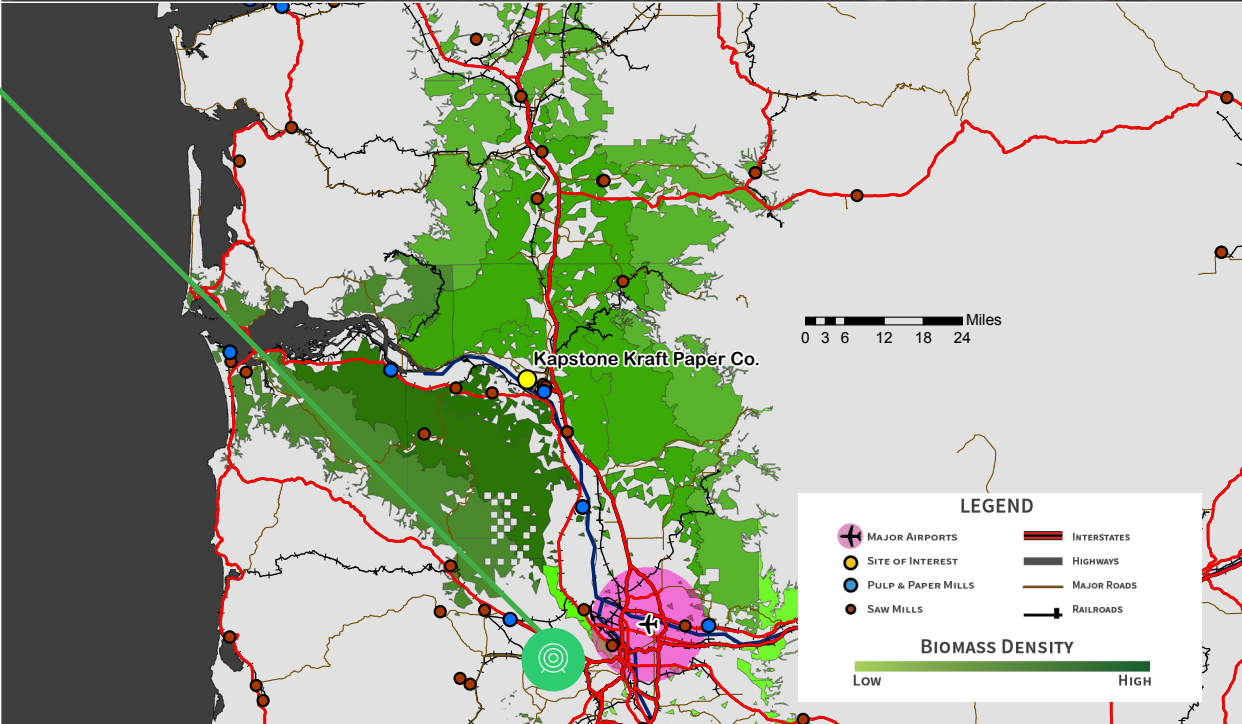 Kapstone Kraft Paper Co.
Miles
0 3 6 12 18 24
LEGEND
MAJOR AIRPORTS
SITE OF INTEREST
PULP & PAPER MILLS
SAW MILLS
INTERSTATES
HIGHWAYS
MAJOR ROADS
RAILROADS
BIOMASS DENSITY
LOW HIGH